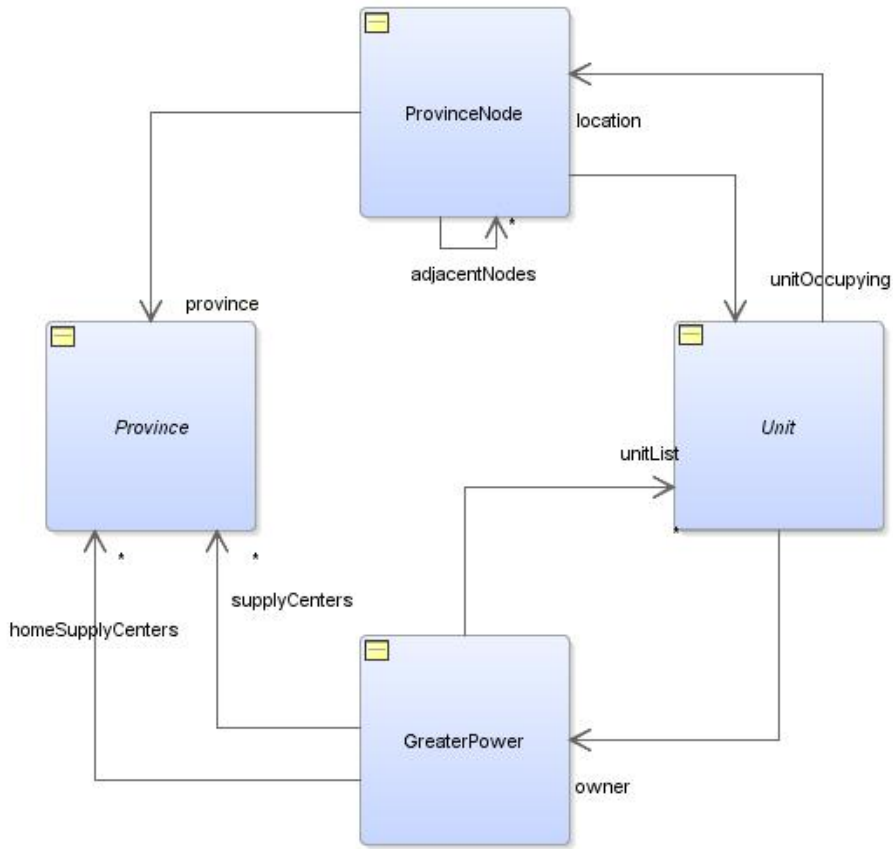 ProvinceNode
location
*
adjacentNodes
unitOccupying
province
Province
Unit
unitList
*
*
*
supplyCenters
homeSupplyCenters
GreaterPower
owner